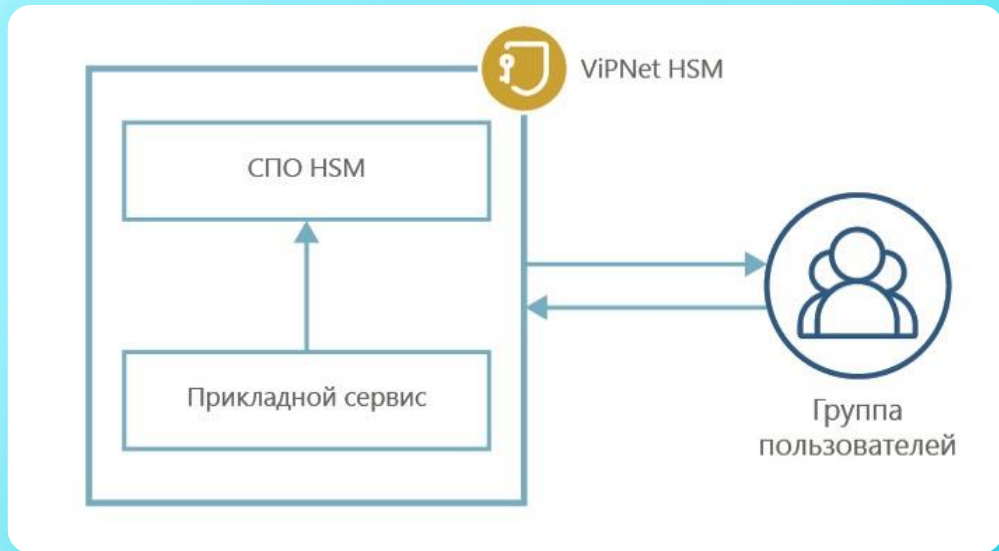 ViPNet HSM
СПО HSM
Прикладной сервис
Группа
пользователей